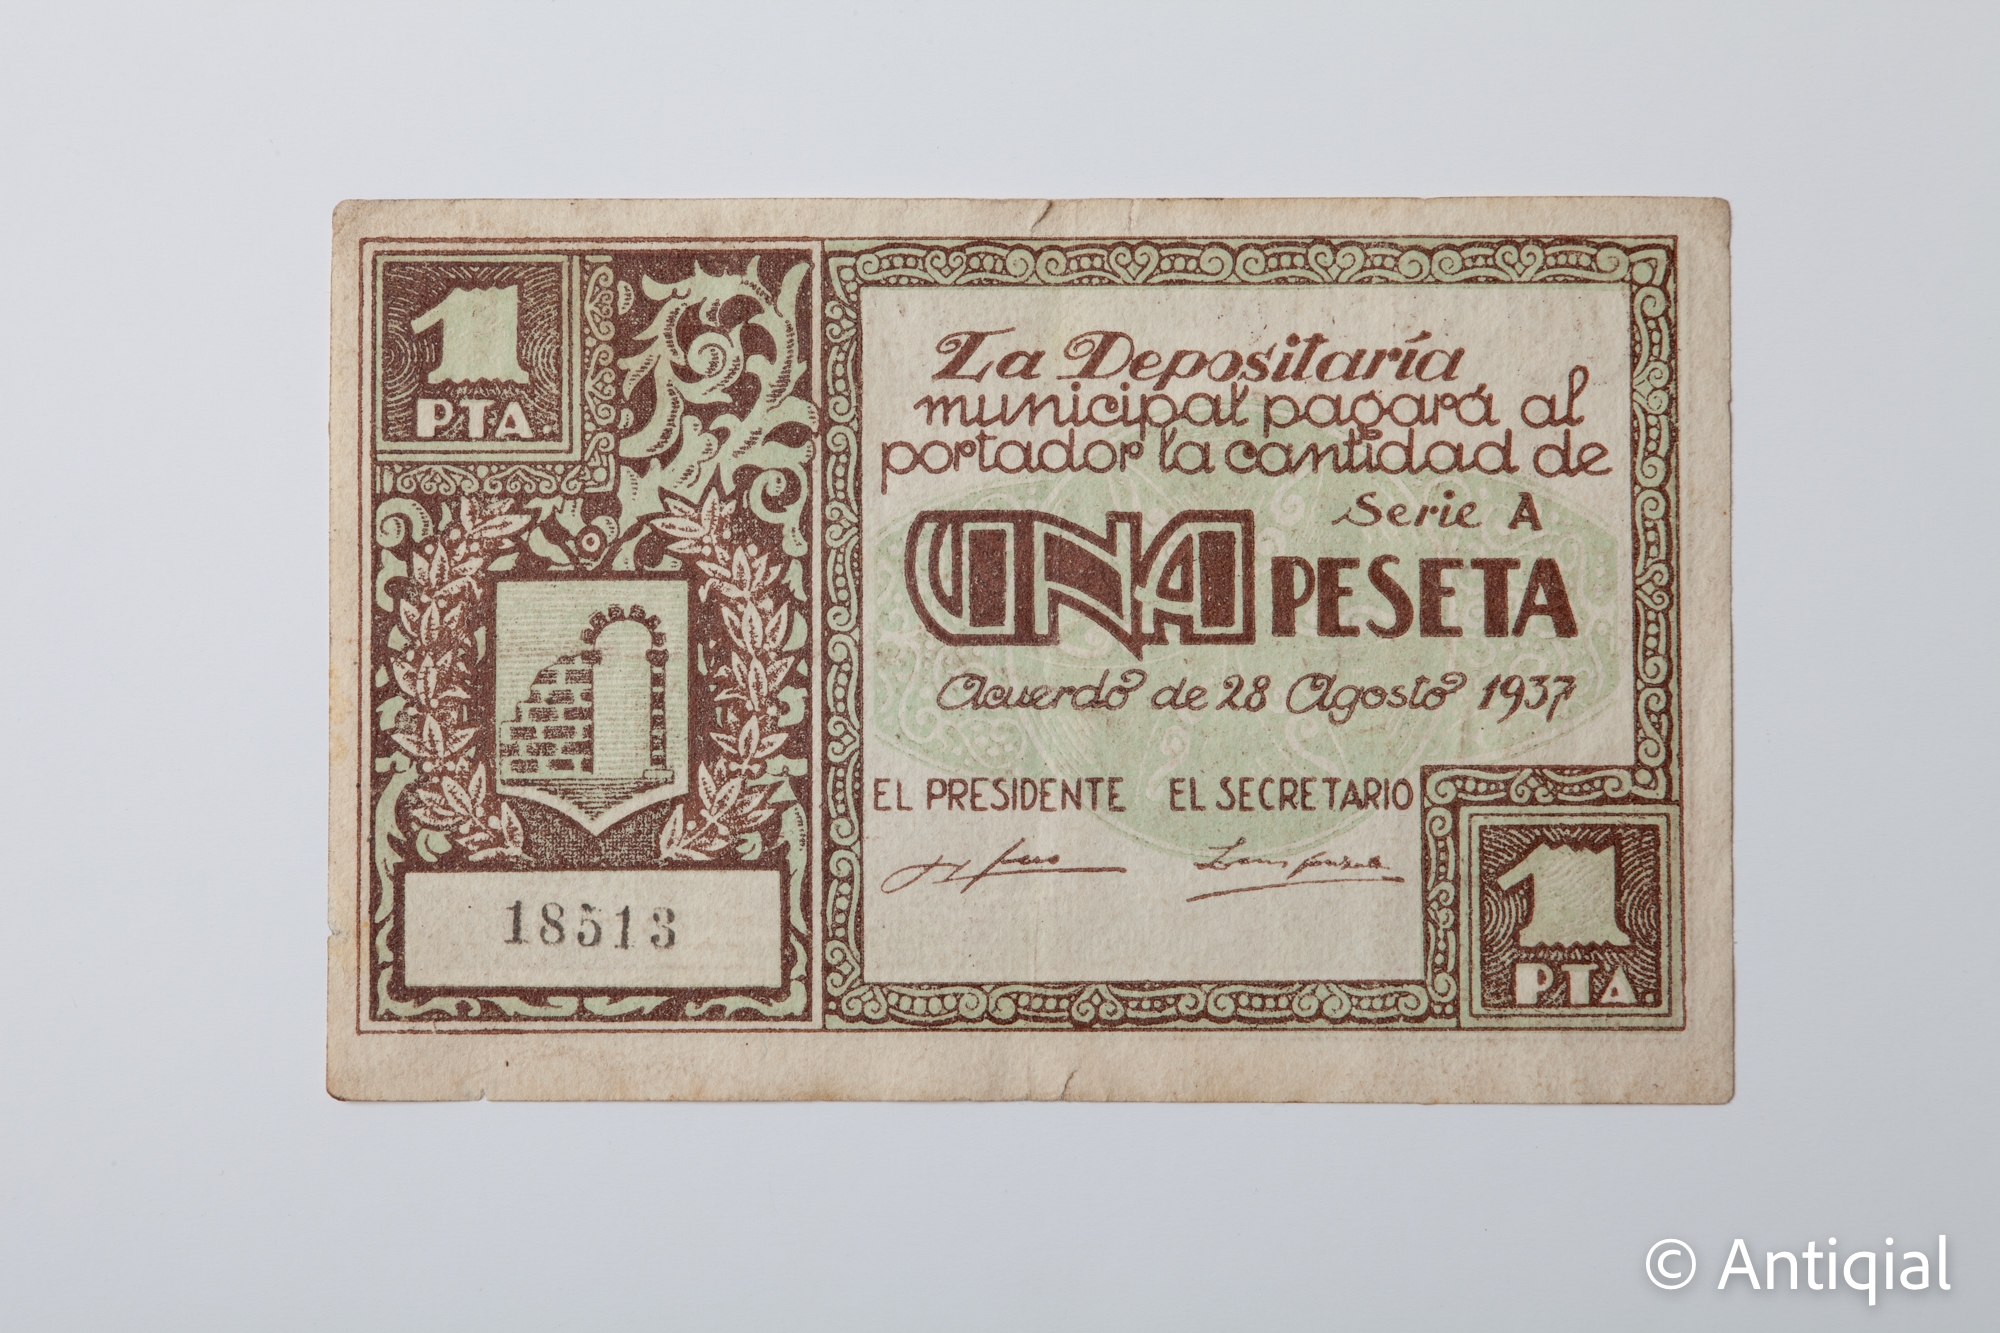 1
PTA.
La Depositaría
municipal pagará al
portador la cantidad de
Serie A
UNA PESETA
Acuerdo de 28 Agosto 1937
EL PRESIDENTE EL SECRETARIO
18513
1
PTA.
© Antiqial